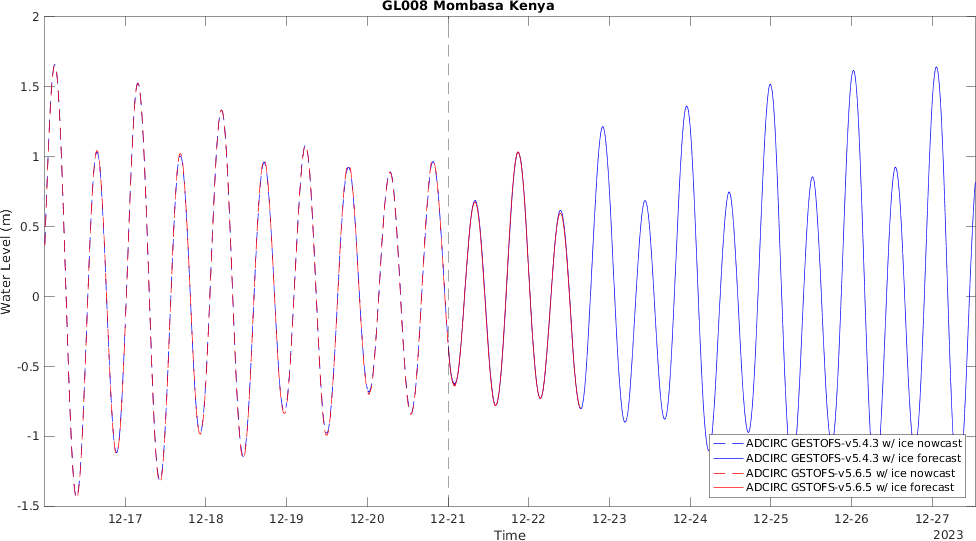 GL008 Mombasa Kenya
2
1.5
1
0.5
0
-0.5
-1
-1.5
Water Level (m)
ADCIRC GESTOFS-v5.4.3 w/ ice nowcast
ADCIRC GESTOFS-v5.4.3 w/ ice forecast
ADCIRC GSTOFS-v5.6.5 w/ ice nowcast
ADCIRC GSTOFS-v5.6.5 w/ ice forecast
12-17 12-18 12-19 12-20 12-21 12-22 12-23 12-24 12-25 12-26 12-27
Time
2023